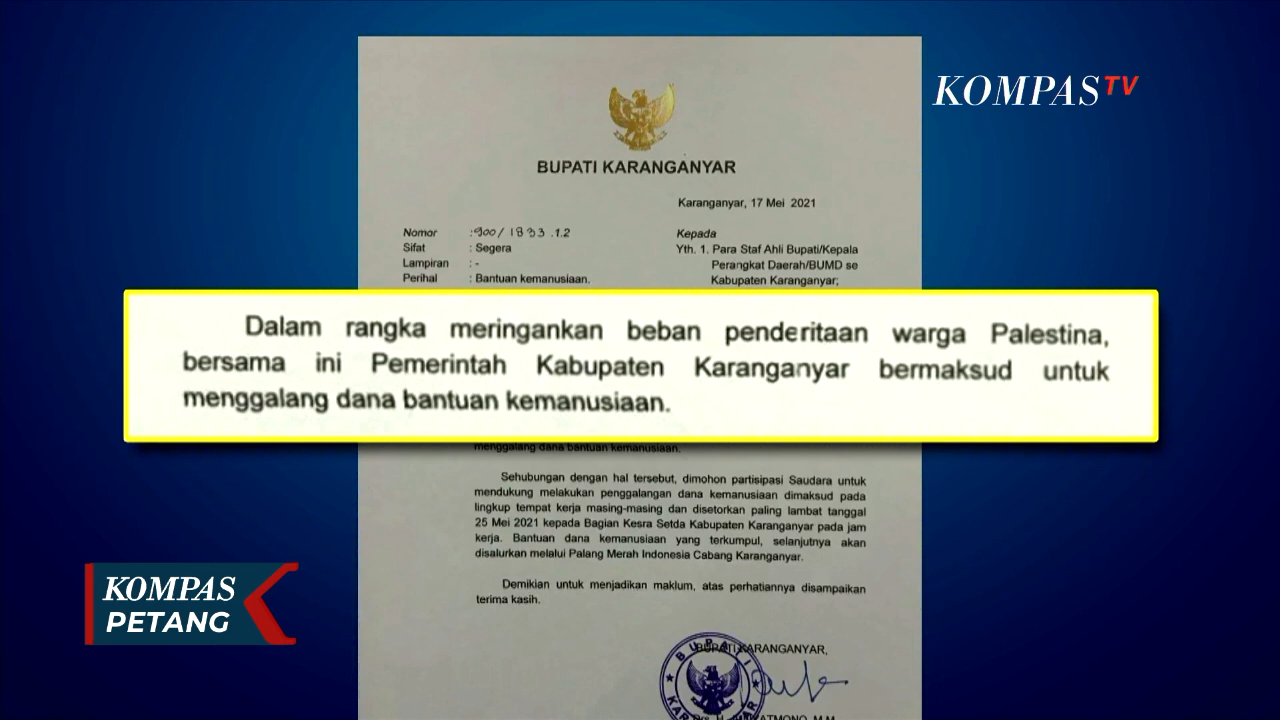 KOMPAS TV
BUPATI KARANGANYAR
Karanganyar, 17 Mei 2021
Nomor :900/1833.1.2
Sifat : Segera
Lampiran : -
Perihal : Bantuan kemanusiaan.
Kepada
Yth. 1. Para Staf Ahli Bupati/Kepala
Perangkat Daerah/BUMD se
Kabupaten Karanganyar;
Dalam rangka meringankan beban penderitaan warga Palestina,
bersama ini Pemerintah Kabupaten Karanganyar bermaksud untuk
menggalang dana bantuan kemanusiaan.
menggalang dana bantuan kemanusiaan.
Sehubungan dengan hal tersebut, dimohon partisipasi Saudara untuk
mendukung melakukan penggalangan dana kemanusiaan dimaksud pada
lingkup tempat kerja masing-masing dan disetorkan paling lambat tanggal
25 Mei 2021 kepada Bagian Kesra Setda Kabupaten Karanganyar pada jam
kerja. Bantuan dana kemanusiaan yang terkumpul, selanjutnya akan
disalurkan melalui Palang Merah Indonesia Cabang Karanganyar.
Demikian untuk menjadikan maklum, atas perhatiannya disampaikan
terima kasih.
BUPATI KARANGANYAR,
BUPATI
KOMPAS
PETANG